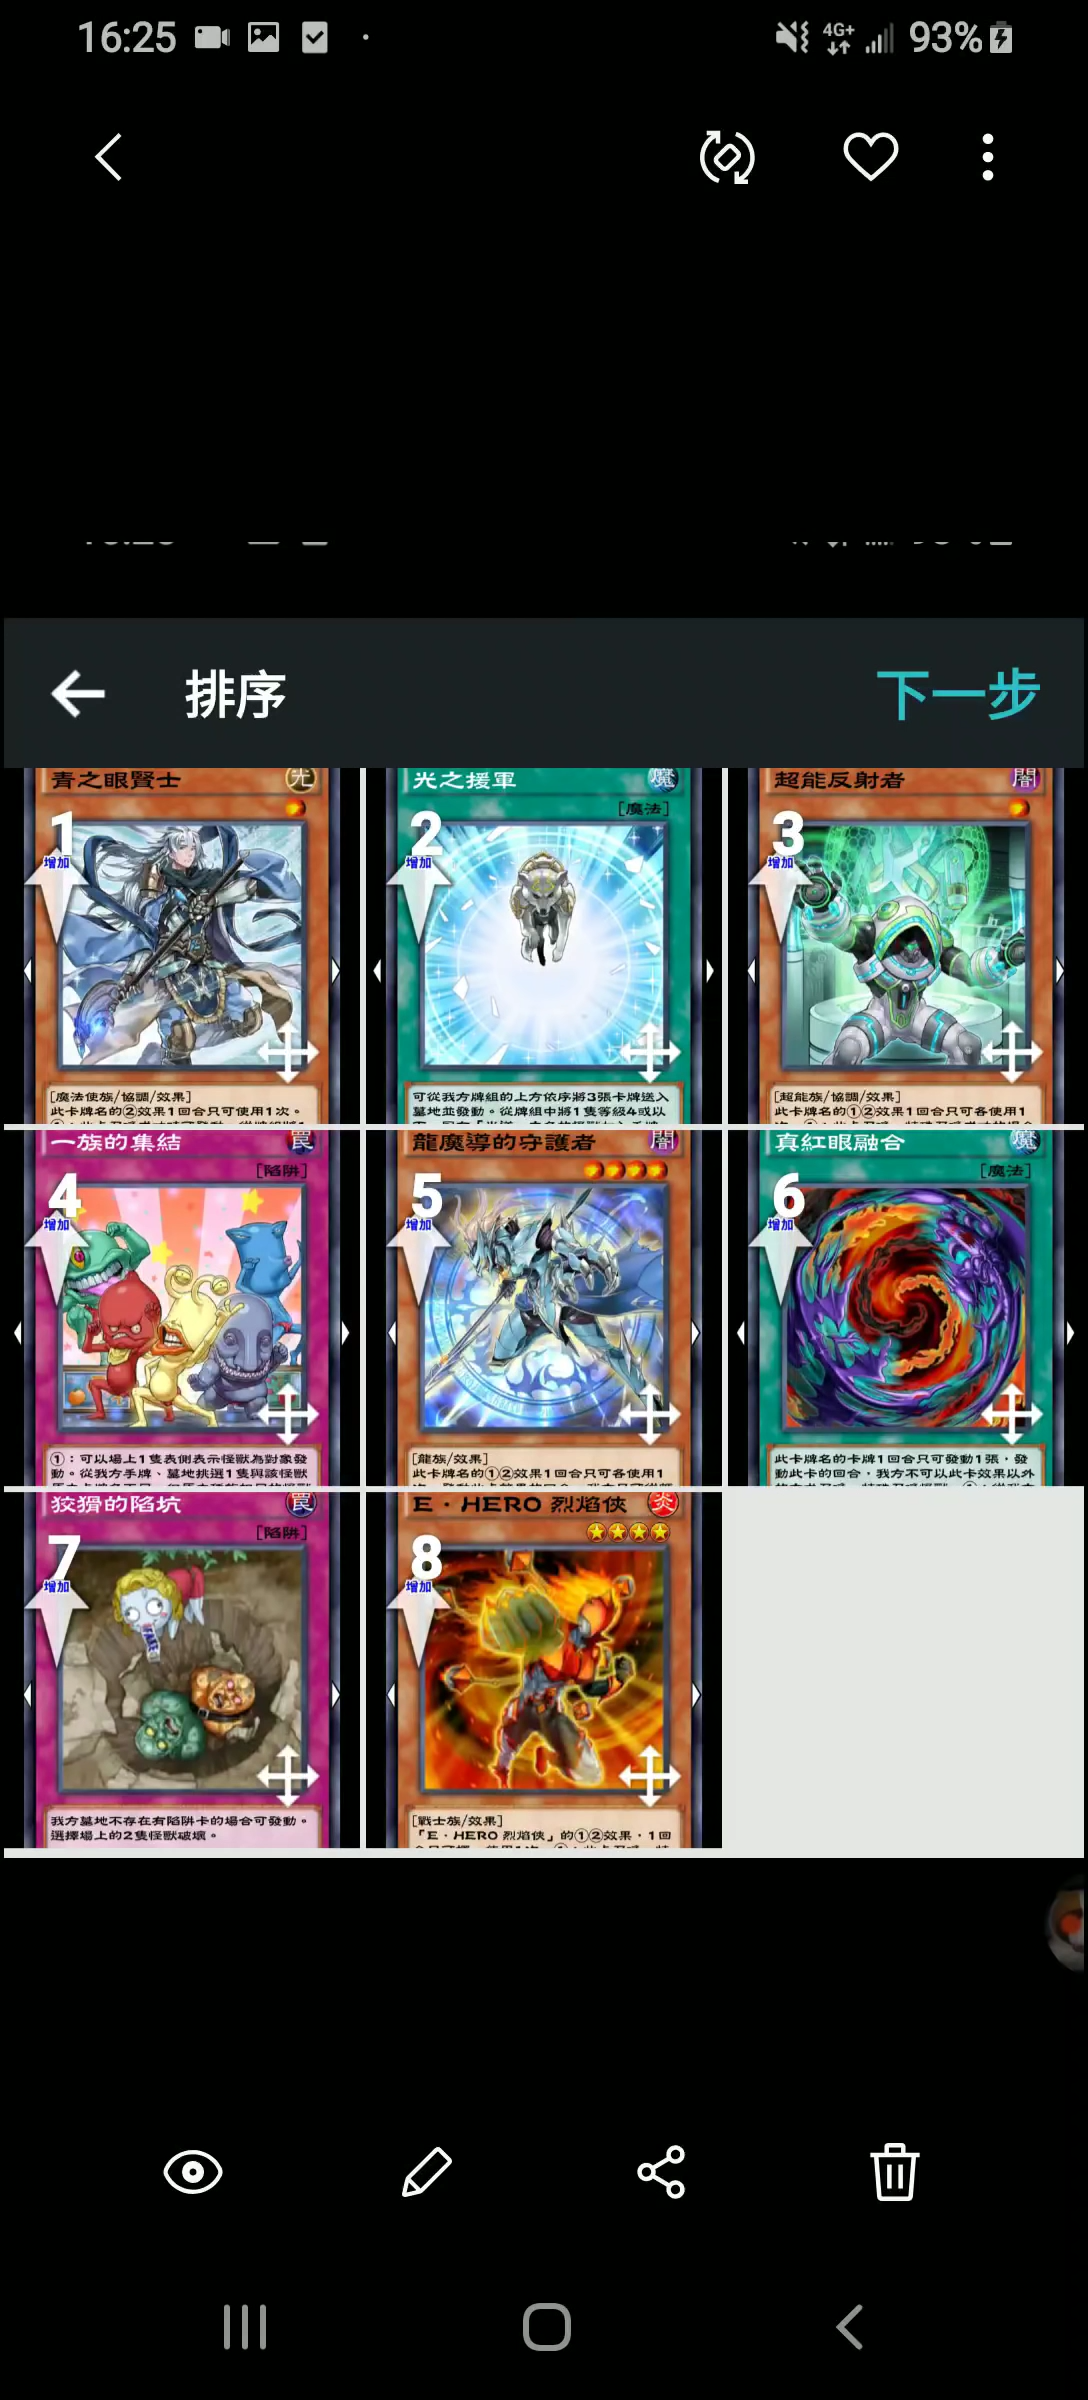 16:25
4G+
93%
排序
下一步
青之眼賢士
光
1
增加
[魔法使族/協調/效果]
此卡牌名的②效果1回合只可使用1次。
光之援軍
魔
[魔法]
2
增加
可從我方牌組的上方依序將3張卡牌送入
墓地並發動。從牌組中將1隻等級4或以
超能反射者
闇
3
增加
[超能族/協調/效果]
此卡牌名的①②效果1回合只可各使用1
一族的集結
罠
[陷阱]
4
增加
①：可以場上1隻表側表示怪獸為對象發
動。從我方手牌、墓地挑選1隻與該怪獸
龍魔導的守護者
闇
5
增加
[龍族/效果]
此卡牌名的①②效果1回合只可各使用1
真紅眼融合
魔
[魔法]
6
增加
此卡牌名的卡牌1回合只可發動1張，發
動此卡的回合，我方不可以此卡效果以外
狡猾的陷坑
罠
[陷阱]
7
增加
我方墓地不存在有陷阱卡的場合可發動。
選擇場上的2隻怪獸破壞。
E・HERO 烈焰俠
炎
8
增加
[戰士族/效果]
「E・HERO 烈焰俠」的①②效果，1回